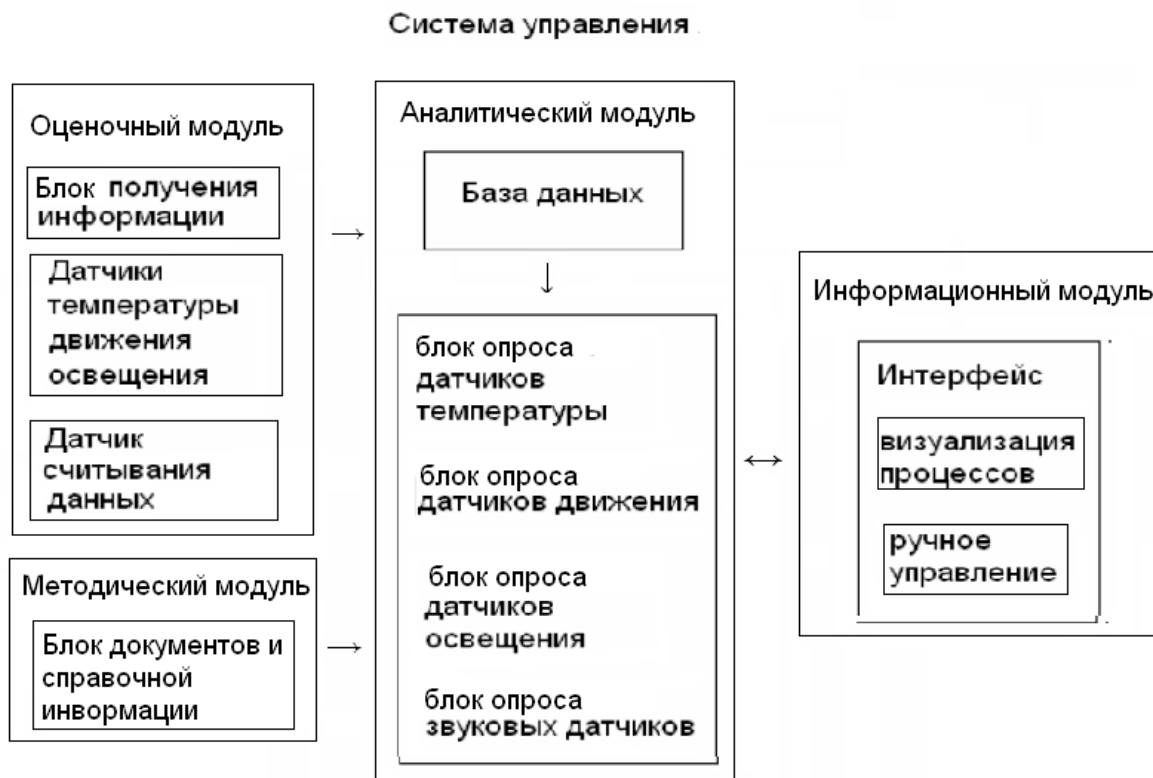 Система управления
Оценочный модуль
Блок получения
информации
Датчики
температуры
движения
освещения
Датчик
считывания
данных
Методический модуль
Блок документов и
справочной
инвормации
Аналитический модуль
База данных
блок опроса
датчиков
температуры
блок опроса
датчиков движения
блок опроса
датчиков
освещения
блок опроса
звуковых датчиков
Информационный модуль
Интерфейс
визуализация
процессов
ручное
управление